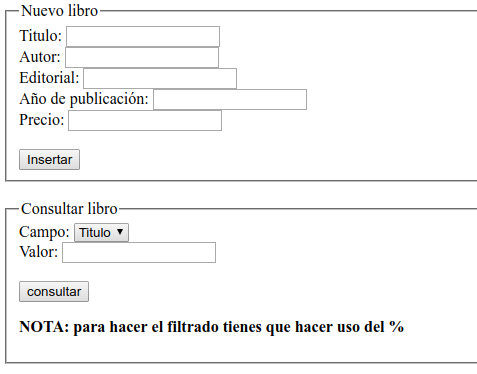 Nuevo libro
Titulo:
Autor:
Editorial:
Año de publicación:
Precio:
Insertar
Consultar libro
Campo: Titulo
Valor:
consultar
NOTA: para hacer el filtrado tienes que hacer uso del %